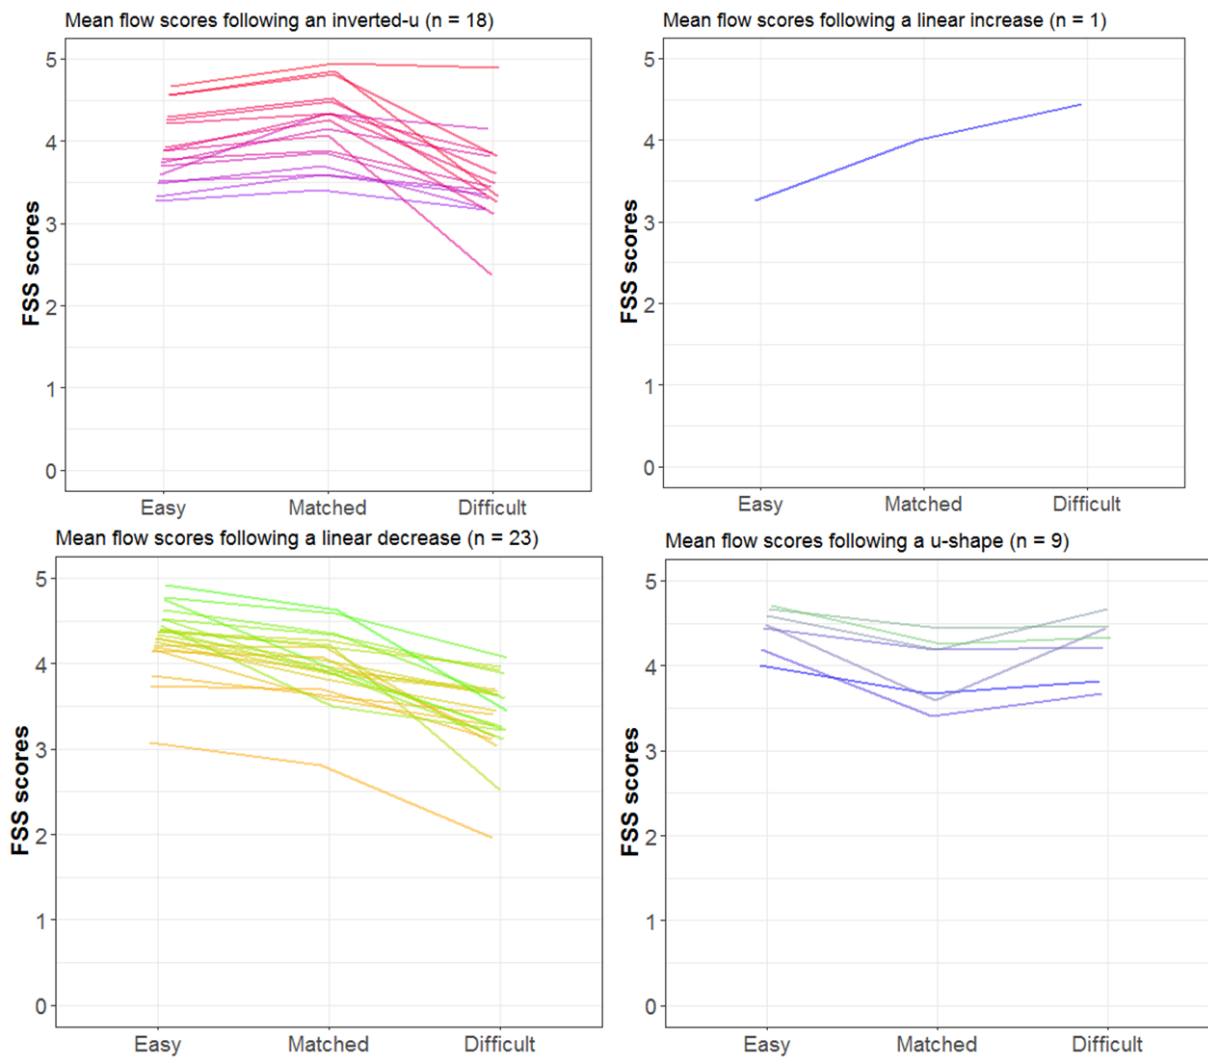 Mean flow scores following an inverted-u (n = 18)
5
4
3
2
1
0
FSS scores
Easy Matched Difficult
Mean flow scores following a linear increase (n = 1)
5
4
3
2
1
0
FSS scores
Easy Matched Difficult
Mean flow scores following a linear decrease (n = 23)
5
4
3
2
1
0
FSS scores
Easy Matched Difficult
Mean flow scores following a u-shape (n = 9)
5
4
3
2
1
0
FSS scores
Easy Matched Difficult